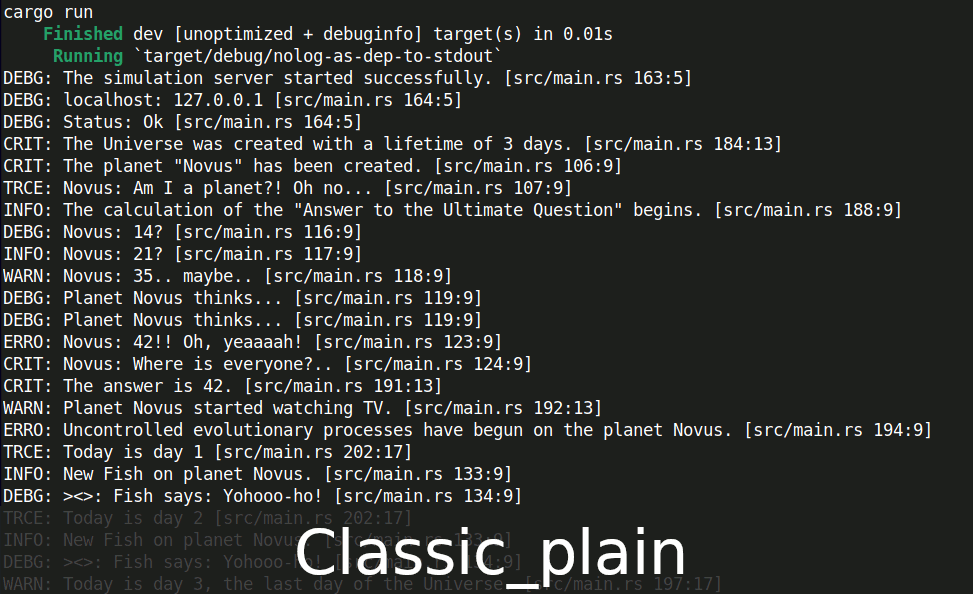 cargo run
    Finished dev [unoptimized + debuginfo] target(s) in 0.01s
     Running `target/debug/nolog-as-dep-to-stdout`
DEBG: The simulation server started successfully. [src/main.rs 163:5]
DEBG: localhost: 127.0.0.1 [src/main.rs 164:5]
DEBG: Status: Ok [src/main.rs 164:5]
CRIT: The Universe was created with a lifetime of 3 days. [src/main.rs 184:13]
CRIT: The planet "Novus" has been created. [src/main.rs 106:9]
TRCE: Novus: Am I a planet?! Oh no... [src/main.rs 107:9]
INFO: The calculation of the "Answer to the Ultimate Question" begins. [src/main.rs 188:9]
DEBG: Novus: 14? [src/main.rs 116:9]
INFO: Novus: 21? [src/main.rs 117:9]
WARN: Novus: 35.. maybe.. [src/main.rs 118:9]
DEBG: Planet Novus thinks... [src/main.rs 119:9]
DEBG: Planet Novus thinks... [src/main.rs 119:9]
ERRO: Novus: 42!! Oh, yeaaaah! [src/main.rs 123:9]
CRIT: Novus: Where is everyone?.. [src/main.rs 124:9]
CRIT: The answer is 42. [src/main.rs 191:13]
WARN: Planet Novus started watching TV. [src/main.rs 192:13]
ERRO: Uncontrolled evolutionary processes have begun on the planet Novus. [src/main.rs 194:9]
TRCE: Today is day 1 [src/main.rs 202:17]
INFO: New Fish on planet Novus. [src/main.rs 133:9]
DEBG: ><>: Fish says: Yohooo-ho! [src/main.rs 134:9]
TRCE: Today is day 2 [src/main.rs 202:17]
INFO: New Fish on planet Novus. 133:9]
DEBG: ><>: Fish says: Yohooo-ho! 134:9]
WARN: Today is day 3, the last day of the Universe. [src/main.rs 197:17]
Classic_plain